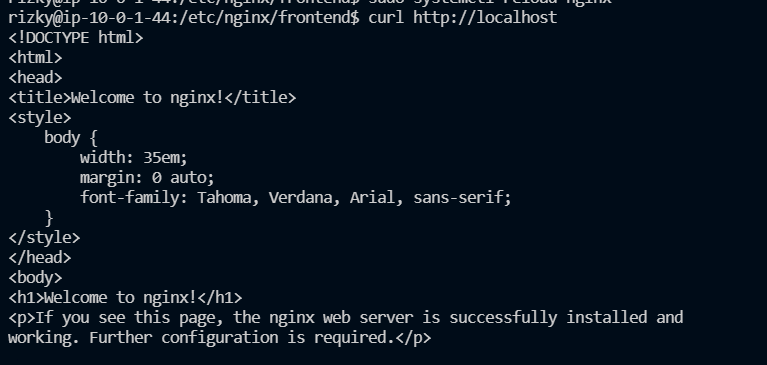 rizky@ip-10-0-1-44:/etc/nginx/frontend$ sudo systemctl reload nginx
rizky@ip-10-0-1-44:/etc/nginx/frontend$ curl http://localhost
<!DOCTYPE html>
<html>
<head>
<title>Welcome to nginx!</title>
<style>
    body {
        width: 35em;
        margin: 0 auto;
        font-family: Tahoma, Verdana, Arial, sans-serif;
    }
</style>
</head>
<body>
<h1>Welcome to nginx!</h1>
<p>If you see this page, the nginx web server is successfully installed and
working. Further configuration is required.</p>